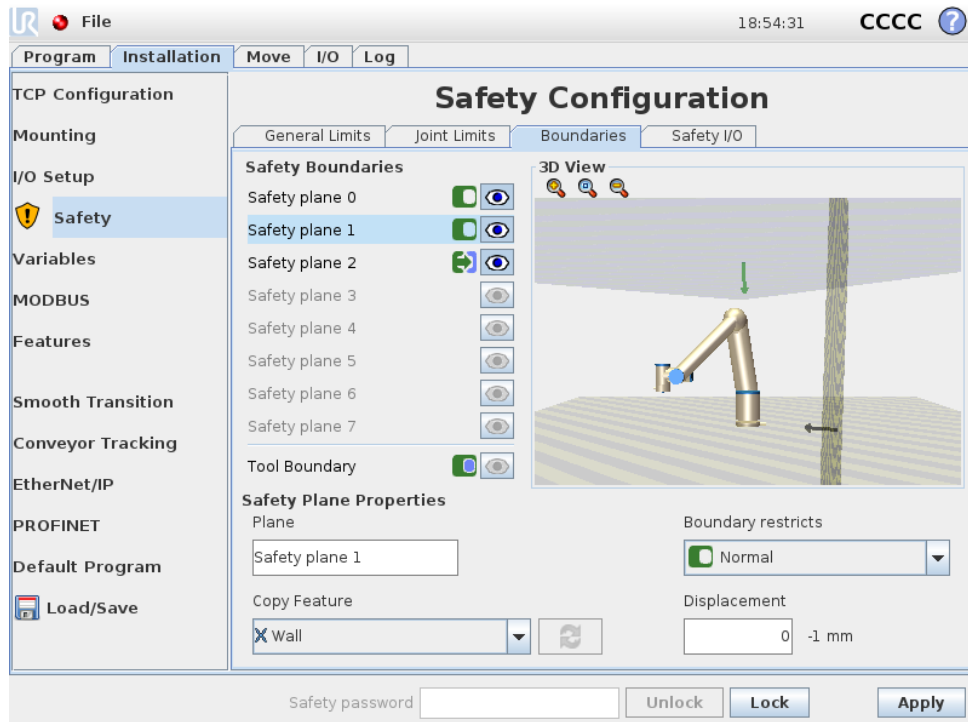 UR File 18:54:31 CCCC ?
Program Installation Move I/O Log
TCP Configuration
Mounting
I/O Setup
Safety
Variables
MODBUS
Features
Smooth Transition
Conveyor Tracking
EtherNet/IP
PROFINET
Default Program
Load/Save
Safety Configuration
General Limits Joint Limits Boundaries Safety I/O
Safety Boundaries
Safety plane 0
Safety plane 1
Safety plane 2
Safety plane 3
Safety plane 4
Safety plane 5
Safety plane 6
Safety plane 7
Tool Boundary
3D View
Safety Plane Properties
Plane
Safety plane 1
Boundary restricts
Normal
Copy Feature
Wall
Displacement
0 -1 mm
Safety password Unlock Lock Apply